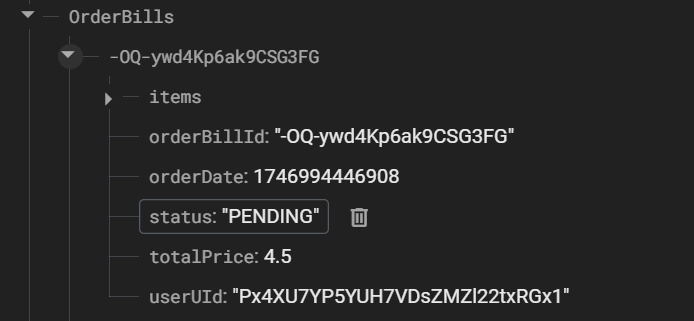 OrderBills
-OQ-ywd4Kp6ak9CSG3FG
items
orderBillId: "-OQ-ywd4Kp6ak9CSG3FG"
orderDate: 1746994446908
status: "PENDING"
totalPrice: 4.5
userUId: "Px4XU7YP5YUH7VDsZMZl22txRGx1"